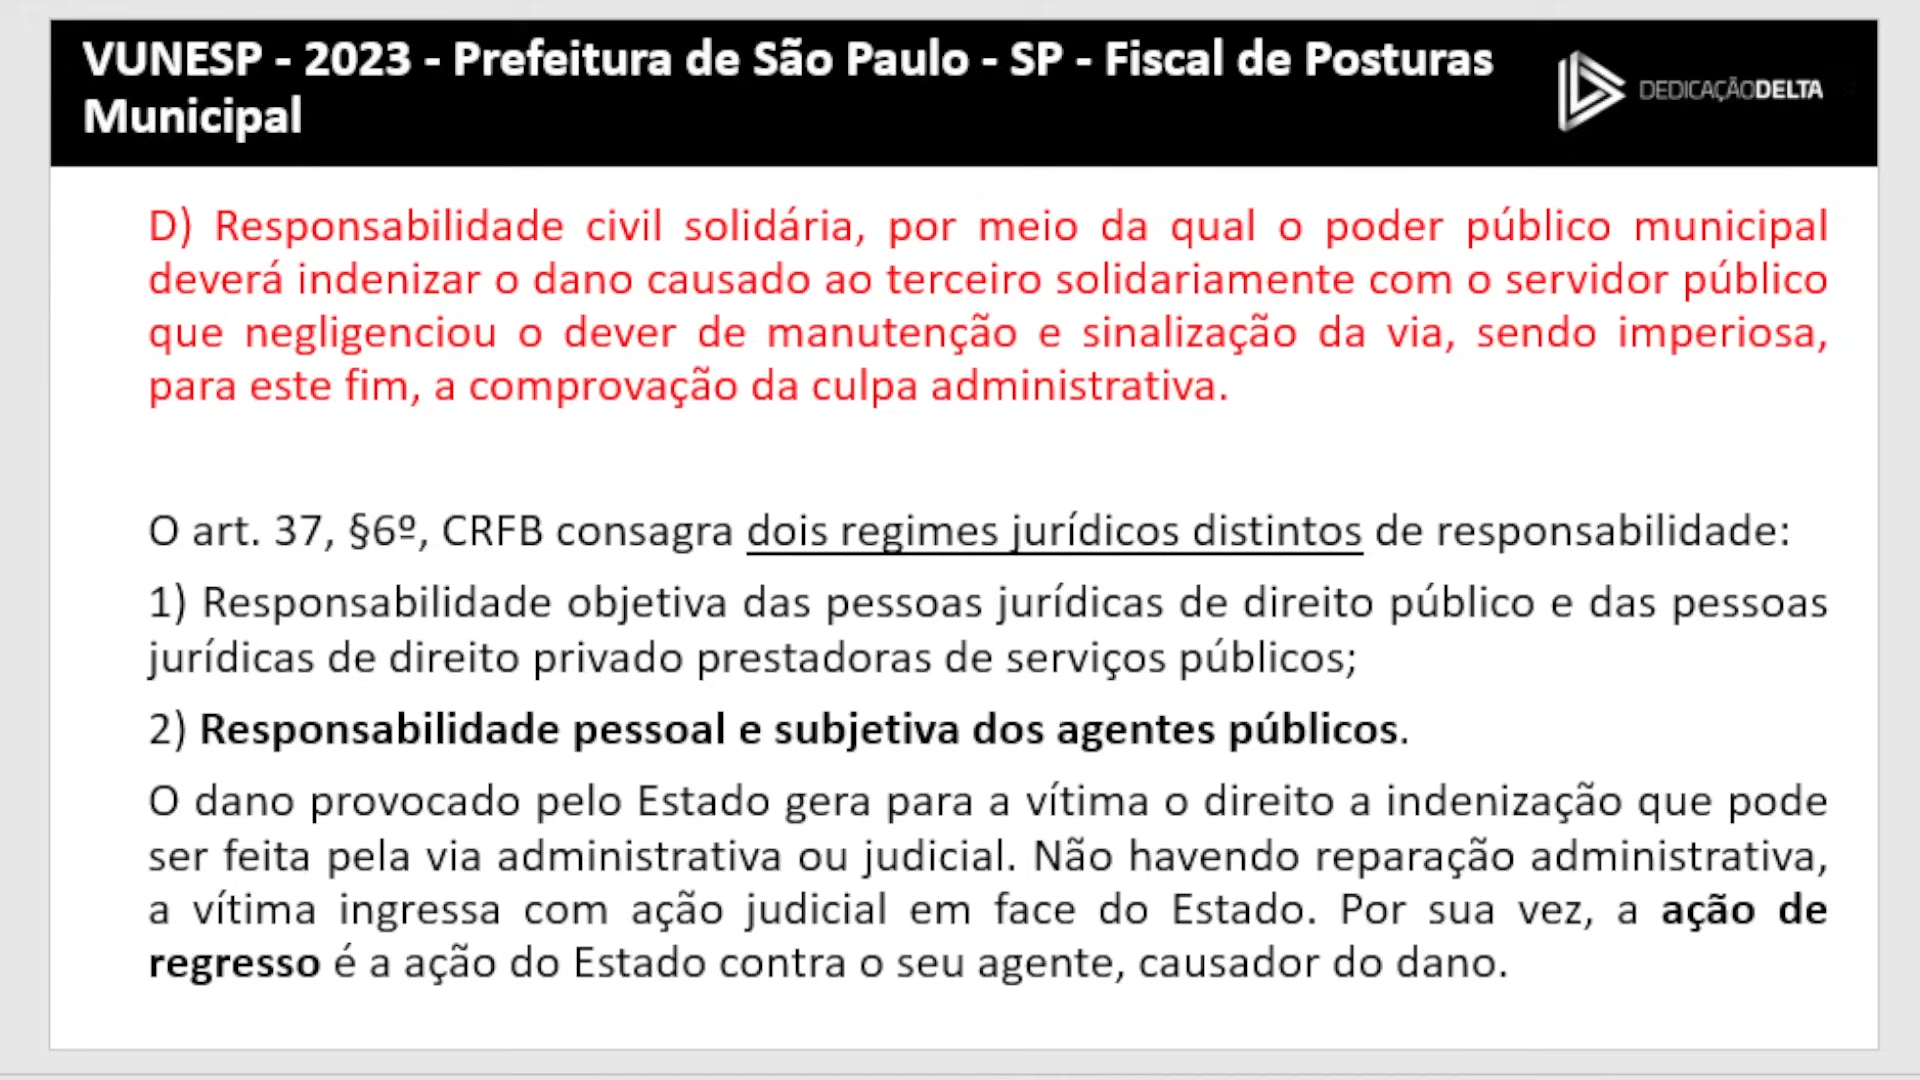 VUNESP - 2023 - Prefeitura de São Paulo - SP - Fiscal de Posturas
Municipal
DEDICAÇÃODELTA
D) Responsabilidade civil solidária, por meio da qual o poder público municipal
deverá indenizar o dano causado ao terceiro solidariamente com o servidor público
que negligenciou o dever de manutenção e sinalização da via, sendo imperiosa,
para este fim, a comprovação da culpa administrativa.
O art. 37, §6º, CRFB consagra dois regimes jurídicos distintos de responsabilidade:
1) Responsabilidade objetiva das pessoas jurídicas de direito público e das pessoas
jurídicas de direito privado prestadoras de serviços públicos;
2) Responsabilidade pessoal e subjetiva dos agentes públicos.
O dano provocado pelo Estado gera para a vítima o direito a indenização que pode
ser feita pela via administrativa ou judicial. Não havendo reparação administrativa,
a vítima ingressa com ação judicial em face do Estado. Por sua vez, a ação de
regresso é a ação do Estado contra o seu agente, causador do dano.